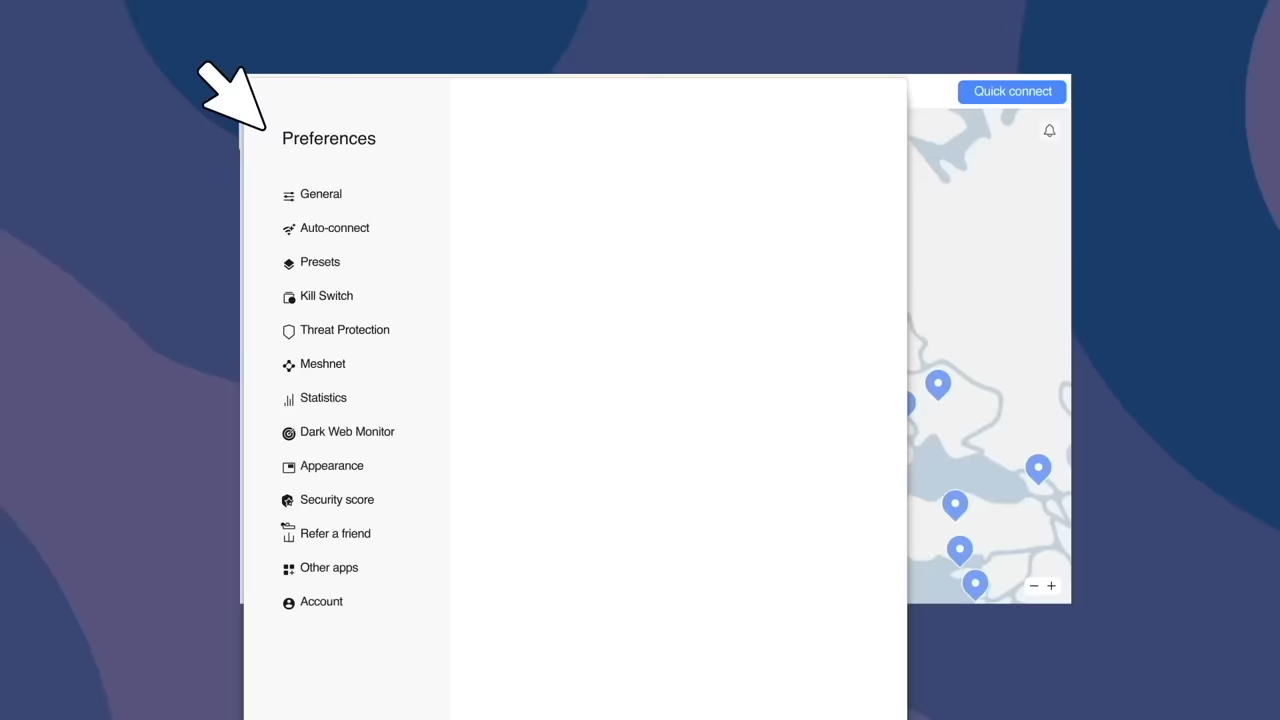 Quick connect
Preferences
General
Auto-connect
Presets
Kill Switch
Threat Protection
Meshnet
Statistics
Dark Web Monitor
Appearance
Security score
Refer a friend
Other apps
Account